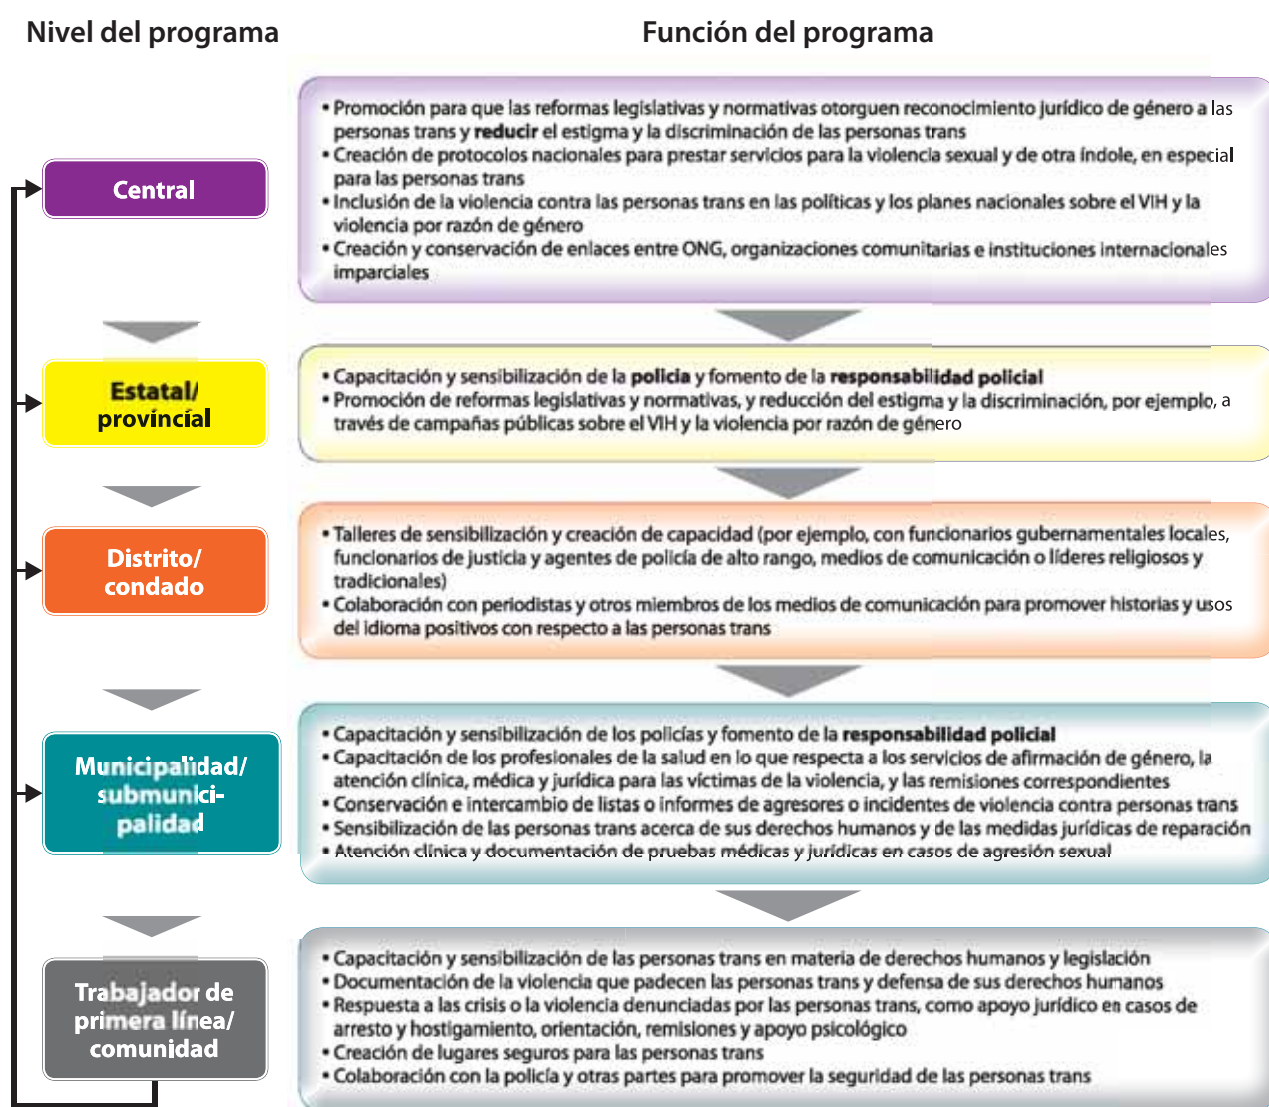 Nivel del programa
Función del programa
Central
• Promoción para que las reformas legislativas y normativas otorguen reconocimiento jurídico de género a las
personas trans y reducir el estigma y la discriminación de las personas trans
• Creación de protocolos nacionales para prestar servicios para la violencia sexual y de otra índole, en especial
para las personas trans
• Inclusión de la violencia contra las personas trans en las políticas y los planes nacionales sobre el VIH y la
violencia por razón de género
• Creación y conservación de enlaces entre ONG, organizaciones comunitarias e instituciones internacionales
imparciales
Estatal/
províncíal
• Capacitación y sensibilización de la policia y fomento de la responsabilidad policial
• Promoción de reformas legislativas y normativas, y reducción del estigma y la discriminación, por ejemplo, a
través de campañas públicas sobre el VIH y la violencia por razón de género
Distrito/
condado
• Talleres de sensibilización y creación de capacidad (por ejemplo, con funcionarios gubernamentales locales,
funcionarios de justicia y agentes de policía de alto rango, medios de comunicación o líderes religiosos y
tradicionales)
• Colaboración con periodistas y otros miembros de los medios de comunicación para promover historias y usos
del idioma positivos con respecto a las personas trans
Municipalidad/
submunici-
palidad
• Capacitación y sensibilización de los policías y fomento de la responsabilidad policial
• Capacitación de los profesionales de la salud en lo que respecta a los servicios de afirmación de género, la
atención clínica, médica y jurídica para las víctimas de la violencia, y las remisiones correspondientes
• Conservación e intercambio de listas o informes de agresores o incidentes de violencia contra personas trans
• Sensibilización de las personas trans acerca de sus derechos humanos y de las medidas jurídicas de reparación
• Atención clínica y documentación de pruebas médicas y jurídicas en casos de agresión sexual
Trabajador de
primera línea/
comunidad
• Capacitación y sensibilización de las personas trans en materia de derechos humanos y legislación
• Documentación de la violencia que padecen las personas trans y defensa de sus derechos humanos
• Respuesta a las crisis o la violencia denunciadas por las personas trans, como apoyo jurídico en casos de
arresto y hostigamiento, orientación, remisiones y apoyo psicológico
• Creación de lugares seguros para las personas trans
• Colaboración con la policía y otras partes para promover la seguridad de las personas trans